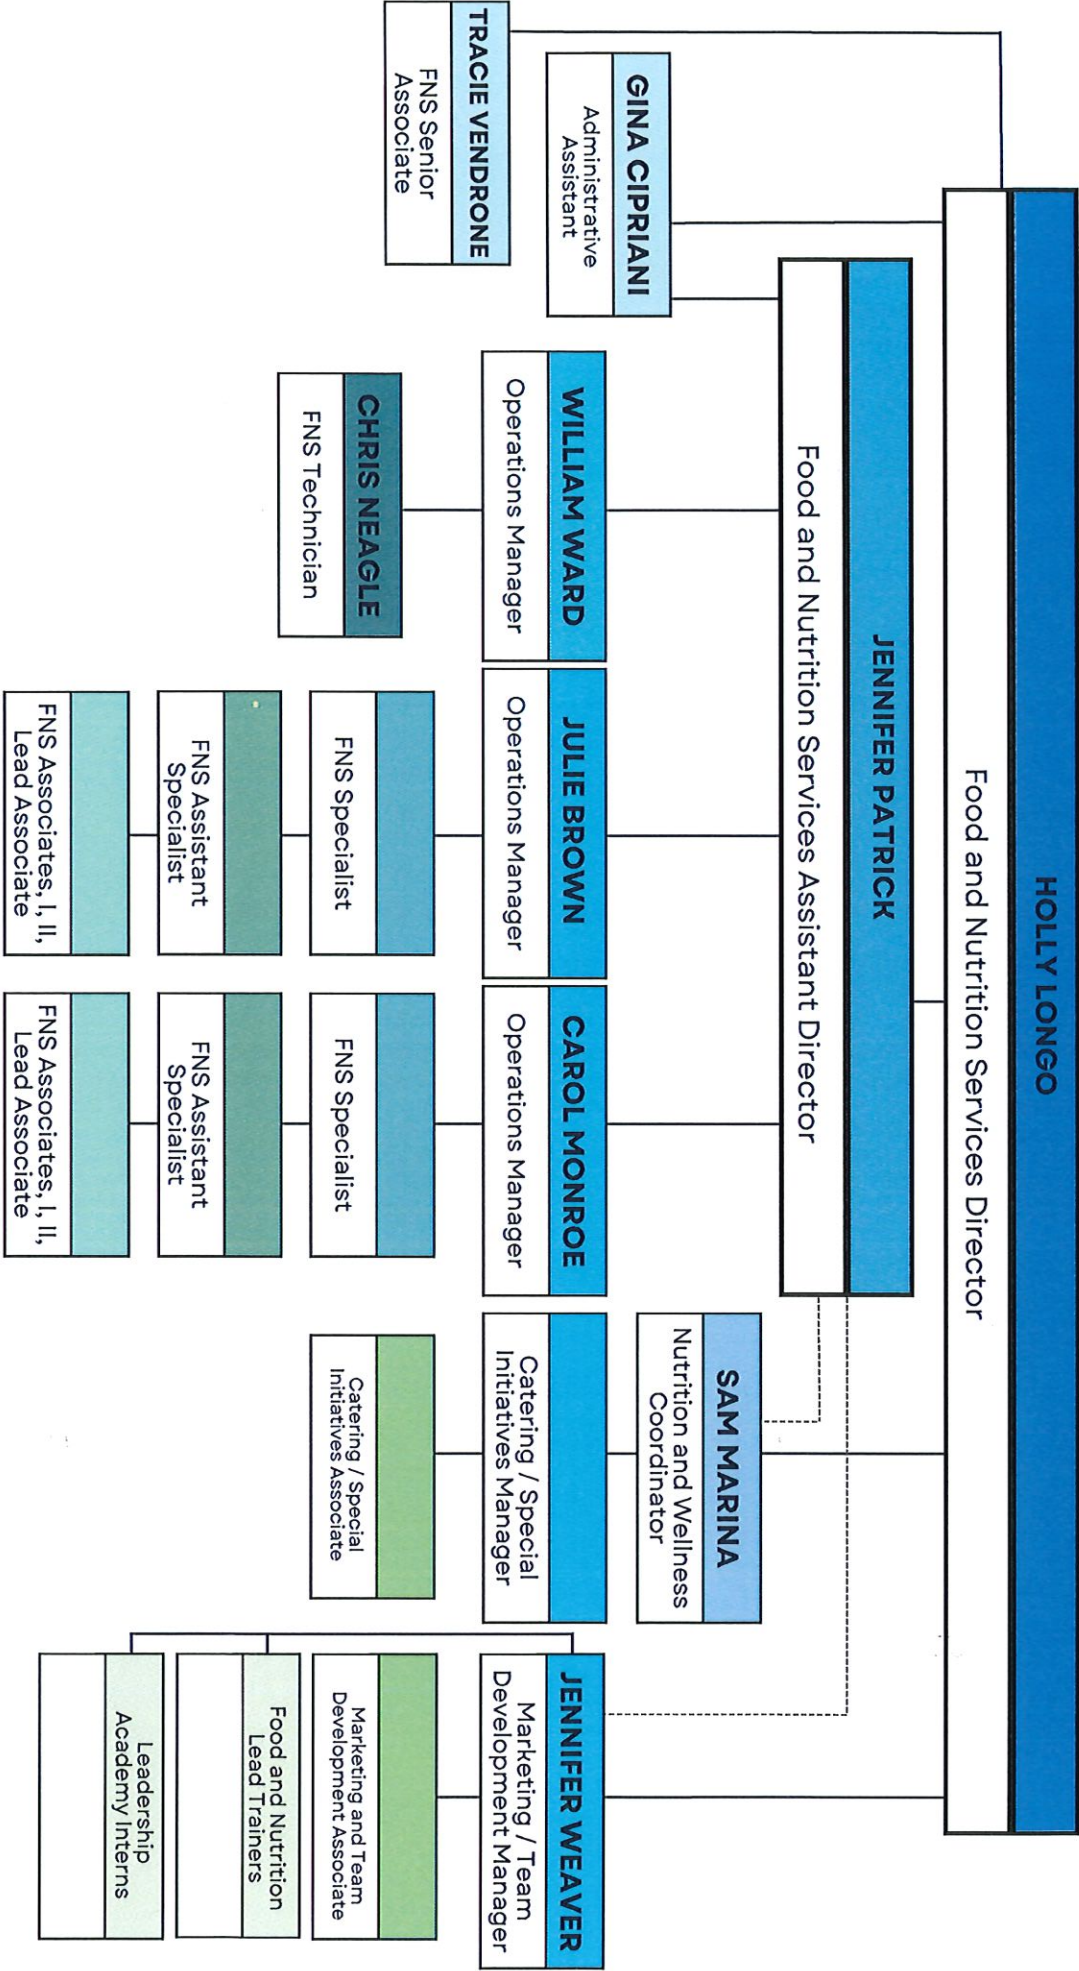 HOLLY LONGO
Food and Nutrition Services Director
JENNIFER PATRICK
Food and Nutrition Services Assistant Director
GINA CIPRIANI
Administrative
Assistant
TRACIE VENDRONE
FNS Senior
Associate
WILLIAM WARD
Operations Manager
CHRIS NEAGLE
FNS Technician
JULIE BROWN
Operations Manager
FNS Specialist
FNS Assistant
Specialist
FNS Associates, I, II,
Lead Associate
CAROL MONROE
Operations Manager
FNS Specialist
FNS Assistant
Specialist
FNS Associates, I, II,
Lead Associate
SAM MARINA
Nutrition and Wellness
Coordinator
Catering / Special
Initiatives Manager
Catering / Special
Initiatives Associate
JENNIFER WEAVER
Marketing / Team
Development Manager
Marketing and Team
Development Associate
Food and Nutrition
Lead Trainers
Leadership
Academy Interns